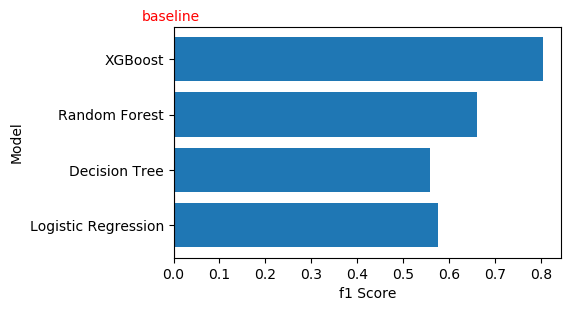 baseline
XGBoost
Random Forest
Decision Tree
Logistic Regression
Model
0.0 0.1 0.2 0.3 0.4 0.5 0.6 0.7 0.8
f1 Score